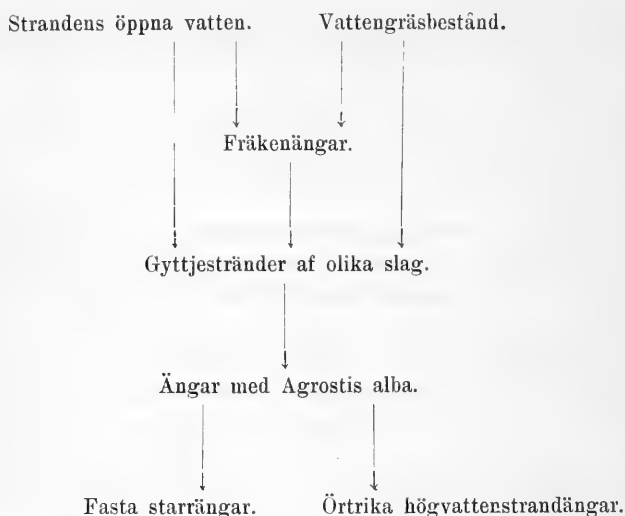 Strandens öppna vatten. Vattengräsbestånd.
Fräkenängar.
Gyttjestränder af olika slag.
Ängar med Agrostis alba.
Fasta starrängar. Örtrika högvattenstrandängar.